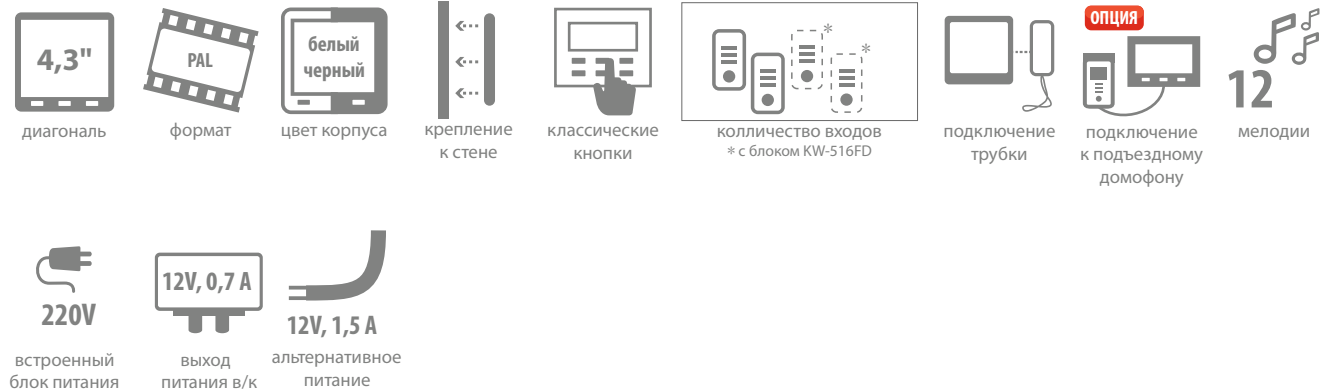 4,3"
диагональ
PAL
формат
белый
черный
цвет корпуса
крепление
к стене
классические
кнопки
* *
колличество входов
* с блоком KW-516FD
подключение
трубки
опция
подключение
к подъездному
домофону
12
мелодии
220V
встроенный
блок питания
12V, 0,7 A
выход
питания в/к
12V, 1,5 A
альтернативное
питание